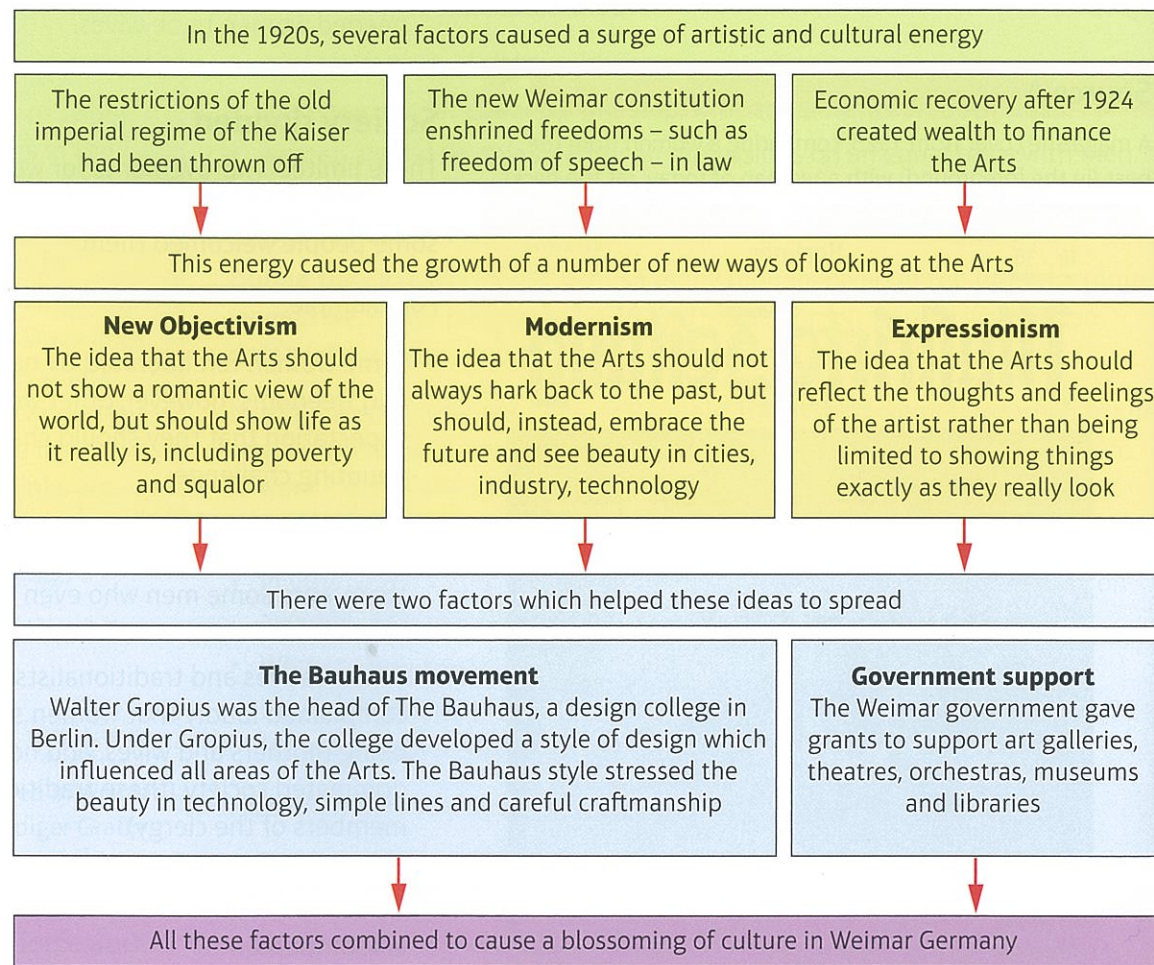 In the 1920s, several factors caused a surge of artistic and cultural energy
The restrictions of the old
imperial regime of the Kaiser
had been thrown off
The new Weimar constitution
enshrined freedoms – such as
freedom of speech – in law
Economic recovery after 1924
created wealth to finance
the Arts
This energy caused the growth of a number of new ways of looking at the Arts
New Objectivism
The idea that the Arts should
not show a romantic view of the
world, but should show life as
it really is, including poverty
and squalor
Modernism
The idea that the Arts should not
always hark back to the past, but
should, instead, embrace the
future and see beauty in cities,
industry, technology
Expressionism
The idea that the Arts should
reflect the thoughts and feelings
of the artist rather than being
limited to showing things
exactly as they really look
There were two factors which helped these ideas to spread
The Bauhaus movement
Walter Gropius was the head of The Bauhaus, a design college in
Berlin. Under Gropius, the college developed a style of design which
influenced all areas of the Arts. The Bauhaus style stressed the
beauty in technology, simple lines and careful craftmanship
Government support
The Weimar government gave
grants to support art galleries,
theatres, orchestras, museums
and libraries
All these factors combined to cause a blossoming of culture in Weimar Germany